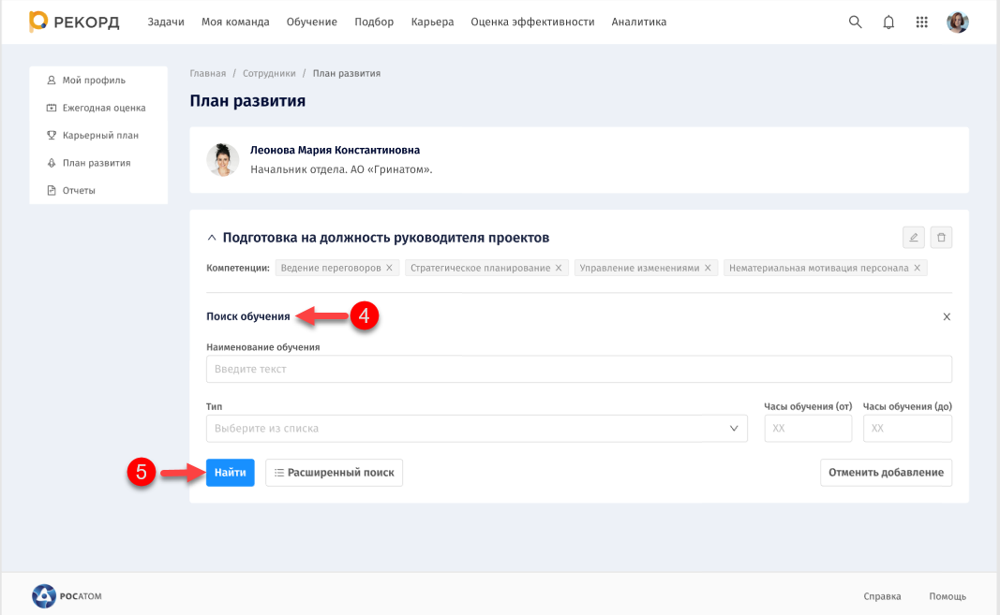 РЕКОРД
Задачи Моя команда Обучение Подбор Карьера Оценка эффективности Аналитика
Мой профиль
Ежегодная оценка
Карьерный план
План развития
Отчеты
Главная / Сотрудники / План развития
План развития
Леонова Мария Константиновна
Начальник отдела. АО «Гринатом».
Подготовка на должность руководителя проектов
Компетенции: Ведение переговоров X Стратегическое планирование X Управление изменениями X Нематериальная мотивация персонала X
Поиск обучения 4 X
Наименование обучения
Введите текст
Тип Часы обучения (от) Часы обучения (до)
Выберите из списка XX XX
5 Найти Расширенный поиск Отменить добавление
РОСАТОМ Справка Помощь